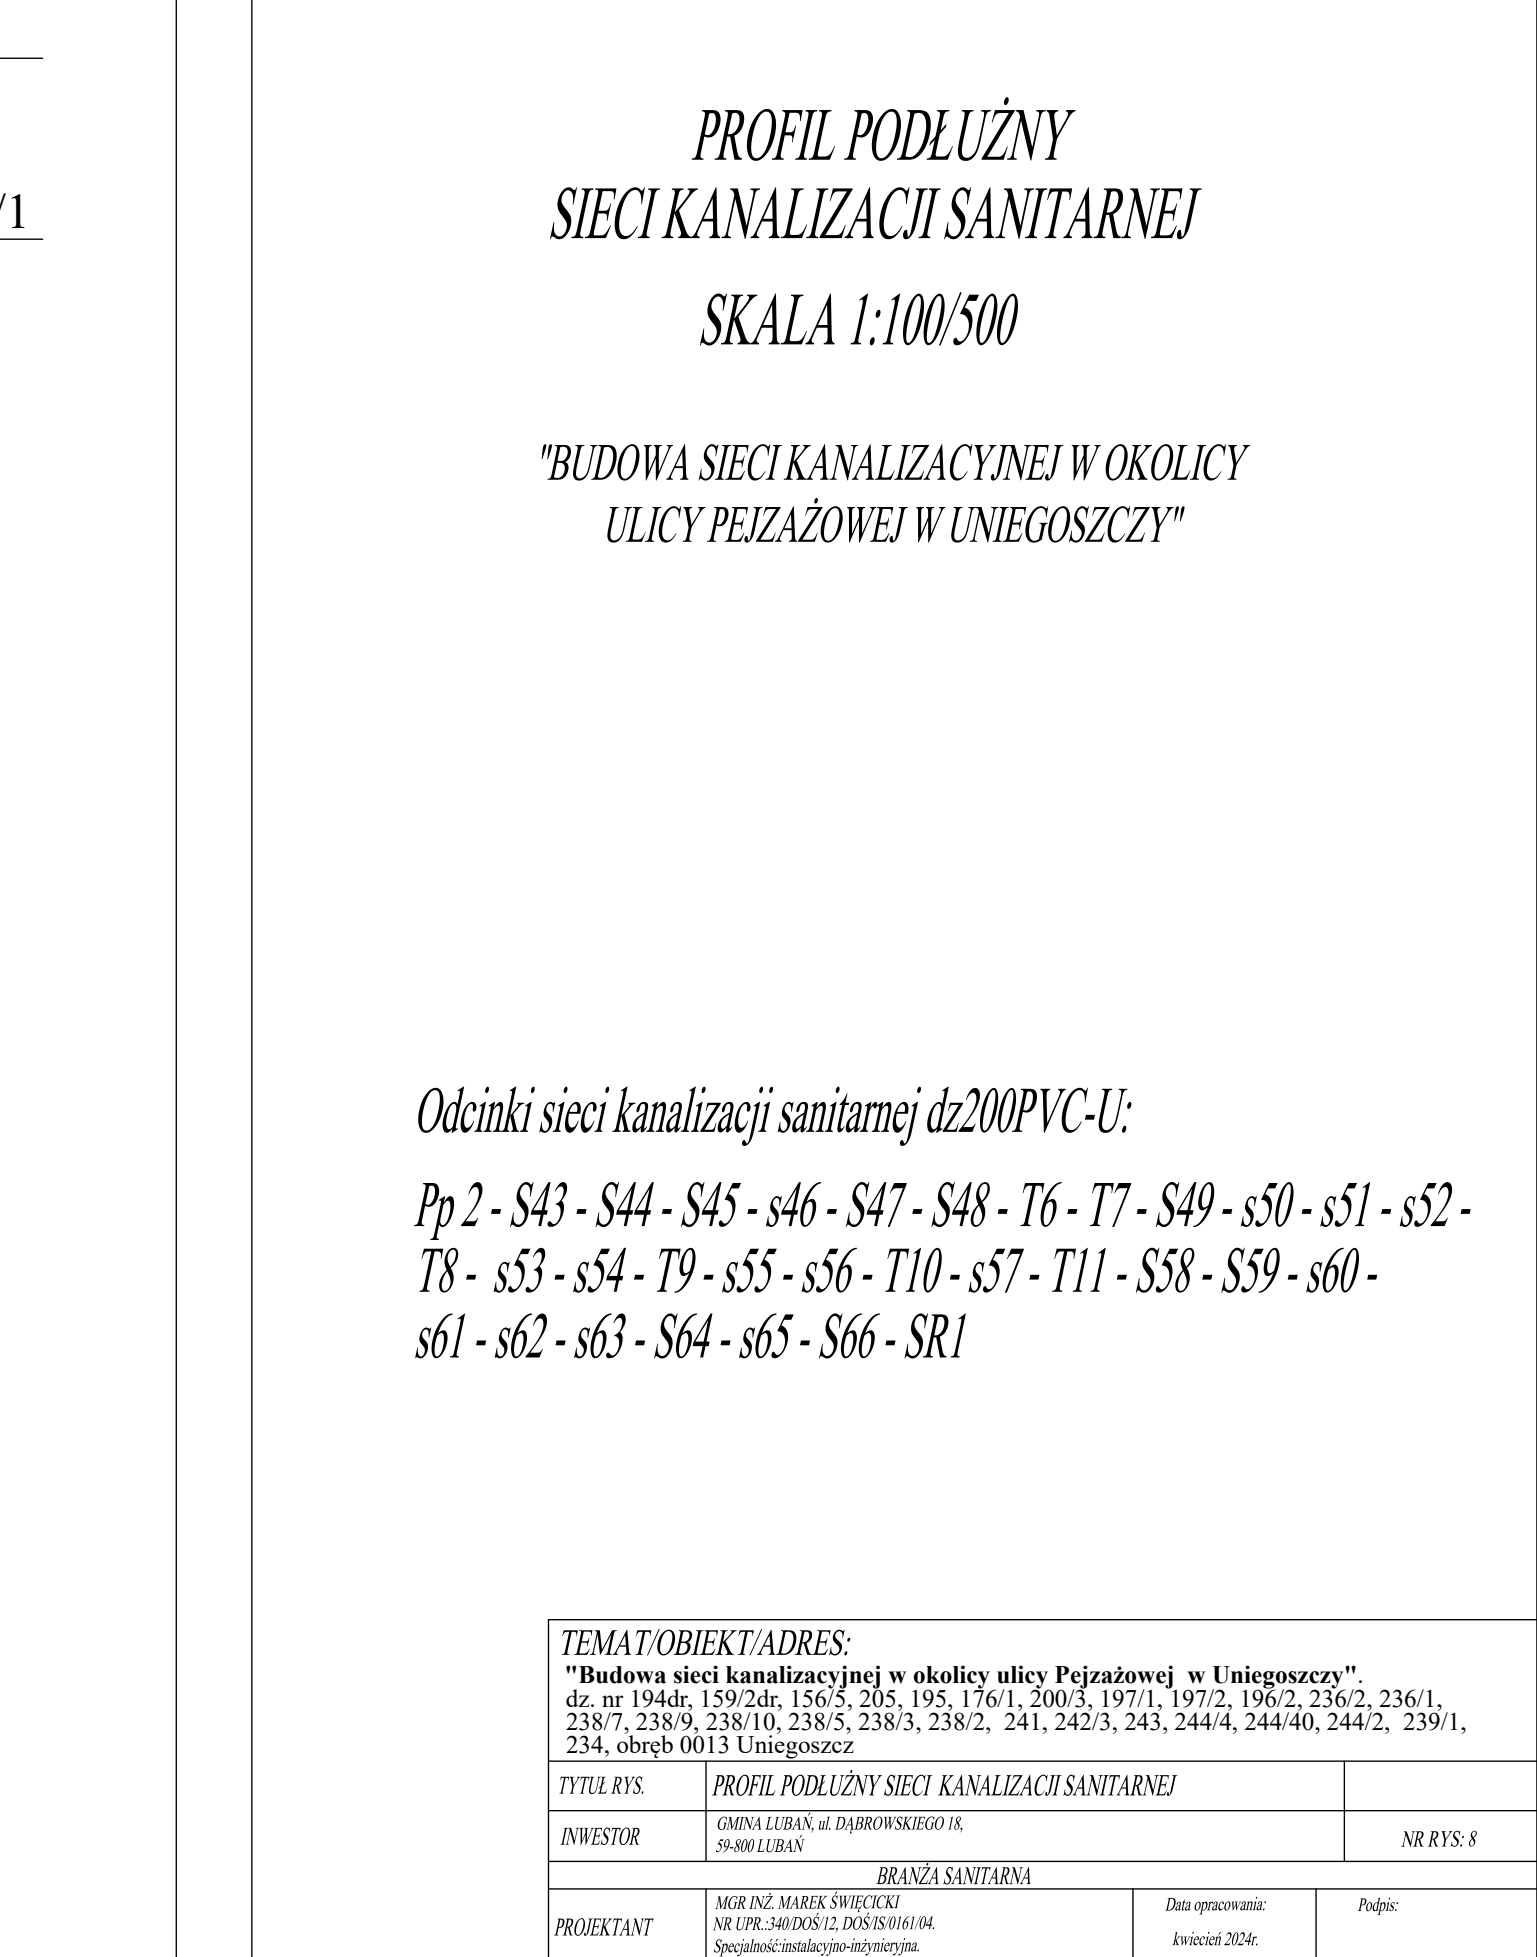 /1
PROFIL PODŁUŻNY
SIECI KANALIZACJI SANITARNEJ
SKALA 1:100/500
"BUDOWA SIECI KANALIZACYJNEJ W OKOLICY
ULICY PEJZAŻOWEJ W UNIEGOSZCZY"
Odcinki sieci kanalizacji sanitarnej dz200PVC-U:
Pp 2 - S43 - S44 - S45 - s46 - S47 - S48 - T6 - T7 - S49 - s50 - s51 - s52 -
T8 - s53 - s54 - T9 - s55 - s56 - T10 - s57 - T11 - S58 - S59 - s60 -
s61 - s62 - s63 - S64 - s65 - S66 - SR1
TEMAT/OBIEKT/ADRES:
"Budowa sieci kanalizacyjnej w okolicy ulicy Pejzażowej w Uniegoszczy".
dz. nr 194dr, 159/2dr, 156/5, 205, 195, 176/1, 200/3, 197/1, 197/2, 196/2, 236/2, 236/1,
238/7, 238/9, 238/10, 238/5, 238/3, 238/2, 241, 242/3, 243, 244/4, 244/40, 244/2, 239/1,
234, obręb 0013 Uniegoszcz
TYTUŁ RYS.
PROFIL PODŁUŻNY SIECI KANALIZACJI SANITARNEJ
INWESTOR
GMINA LUBAŃ, ul. DĄBROWSKIEGO 18,
59-800 LUBAŃ
NR RYS: 8
BRANŻA SANITARNA
PROJEKTANT
MGR INŻ. MAREK ŚWIĘCICKI
NR UPR.:340/DOŚ/12, DOŚ/IS/0161/04.
Specjalność:instalacyjno-inżynieryjna.
Data opracowania:
kwiecień 2024r.
Podpis: